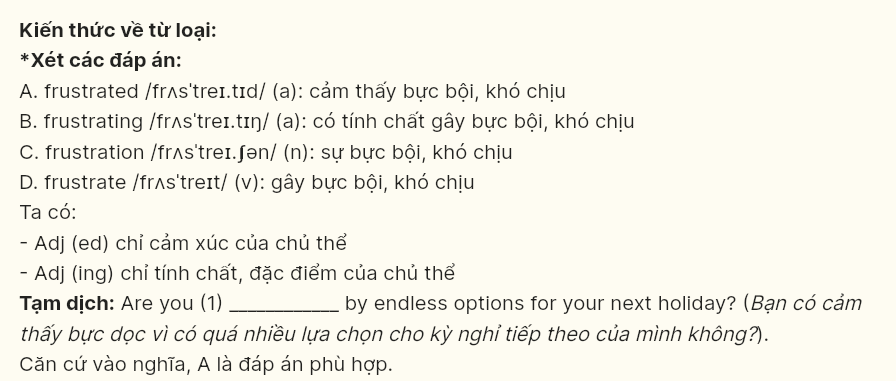 Kiến thức về từ loại:
*Xét các đáp án:
A. frustrated /frʌsˈtreɪ.tɪd/ (a): cảm thấy bực bội, khó chịu
B. frustrating /frʌsˈtreɪ.tɪŋ/ (a): có tính chất gây bực bội, khó chịu
C. frustration /frʌsˈtreɪ.ʃən/ (n): sự bực bội, khó chịu
D. frustrate /frʌsˈtreɪt/ (v): gây bực bội, khó chịu
Ta có:
- Adj (ed) chỉ cảm xúc của chủ thể
- Adj (ing) chỉ tính chất, đặc điểm của chủ thể
Tạm dịch: Are you (1) ____________ by endless options for your next holiday? (Bạn có cảm
thấy bực dọc vì có quá nhiều lựa chọn cho kỳ nghỉ tiếp theo của mình không?).
Căn cứ vào nghĩa, A là đáp án phù hợp.